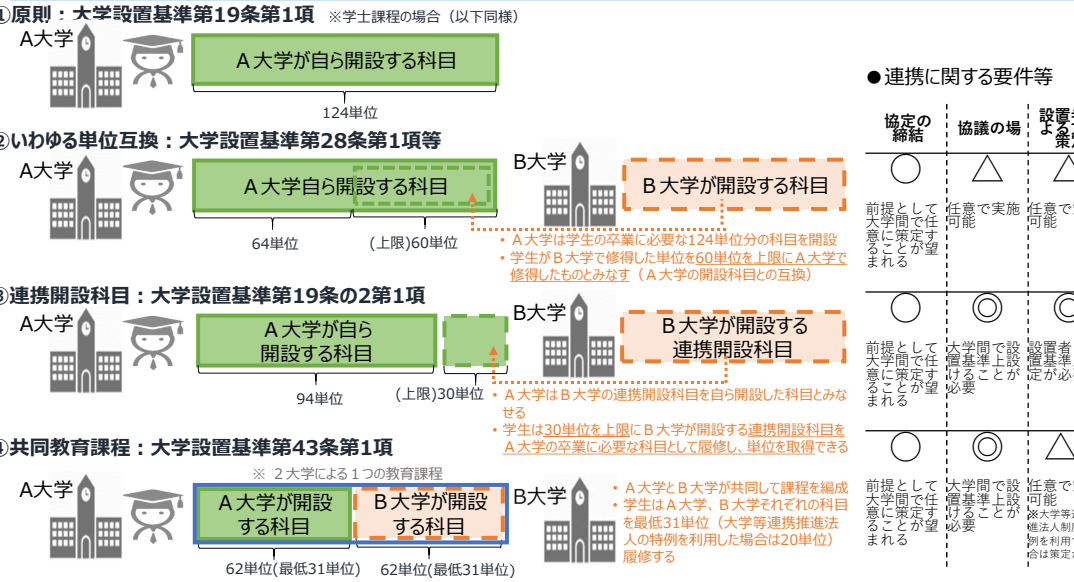 ①原則：大学設置基準第19条第1項 ※学士課程の場合（以下同様）
A大学
Ａ大学が自ら開設する科目
124単位
②いわゆる単位互換：大学設置基準第28条第1項等
A大学
Ａ大学自ら開設する科目
64単位
(上限)60単位
B大学
Ｂ大学が開設する科目
・Ａ大学は学生の卒業に必要な124単位分の科目を開設
・学生がＢ大学で修得した単位を60単位を上限にＡ大学で
修得したものとみなす（Ａ大学の開設科目との互換）
③連携開設科目：大学設置基準第19条の2第1項
A大学
Ａ大学が自ら
開設する科目
94単位
(上限)30単位
B大学
Ｂ大学が開設する
連携開設科目
・Ａ大学はＢ大学の連携開設科目を自ら開設した科目とみな
せる
・学生は30単位を上限にＢ大学が開設する連携開設科目を
Ａ大学の卒業に必要な科目として履修し、単位を取得できる
④共同教育課程：大学設置基準第43条第1項
※ ２大学による１つの教育課程
A大学
Ａ大学が開設
する科目
Ｂ大学が開設
する科目
62単位(最低31単位)
62単位(最低31単位)
B大学
・Ａ大学とＢ大学が共同して課程を編成
・学生はＡ大学、Ｂ大学それぞれの科目
を最低31単位（大学等連携推進法
人の特例を利用した場合は20単位）
履修する
●連携に関する要件等
協定の
締結
協議の場
設置
よる
○
△
△
前提として
大学間で任
意に策定す
ることが望
まれる
任意で実施
可能
任意で
可能
○
◎
◎
前提として
大学間で任
意に策定す
ることが望
まれる
大学間で設
置基準上設
けることが
必要
設置者
置基準
定が必
○
◎
△
前提として
大学間で任
意に策定す
ることが望
まれる
大学間で設
置基準上設
けることが
必要
任意で
可能
※大学等
進法人制
例を利用
合は策定